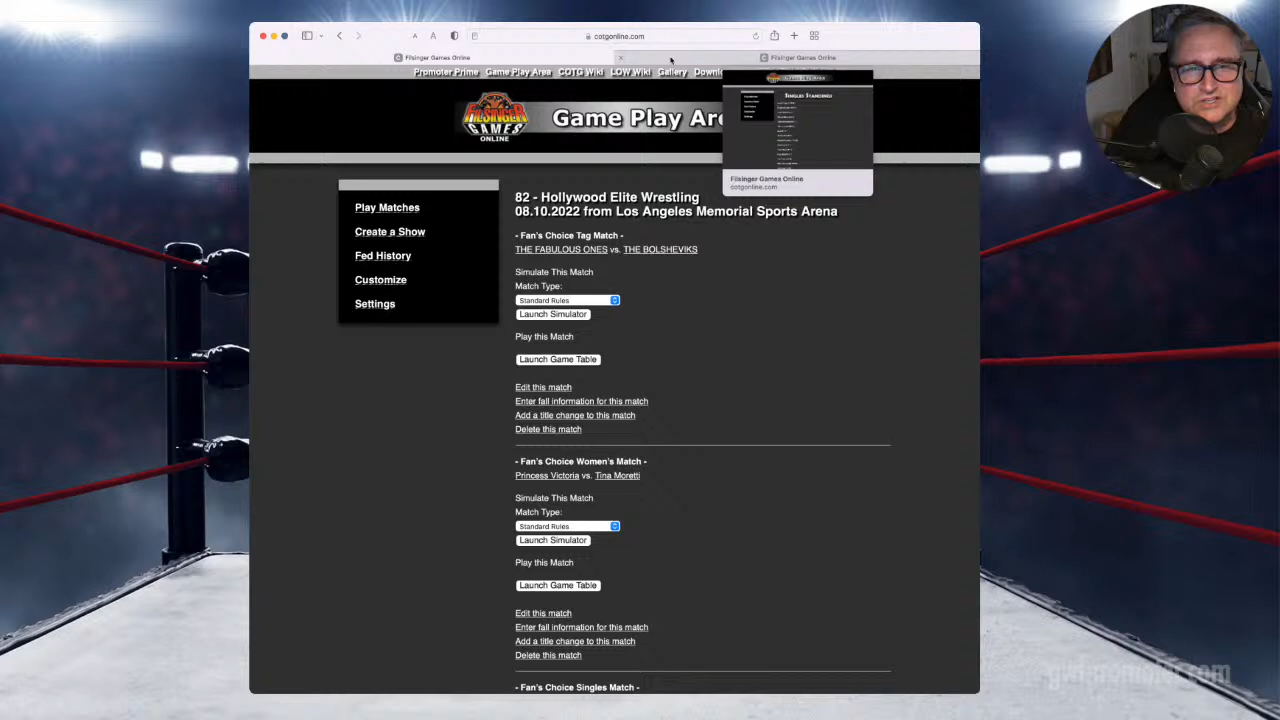 cotgonline.com
Filsinger Games Online
Filsinger Games Online
Promoter Prime Game Play Area COTG Wiki LOW Wiki Gallery Downl
FILSINGER GAMES ONLINE
Game Play Are
SINGLES STANDINGS
Filsinger Games Online
cotgonline.com
Play Matches
Create a Show
Fed History
Customize
Settings
82 - Hollywood Elite Wrestling
08.10.2022 from Los Angeles Memorial Sports Arena
- Fan's Choice Tag Match -
THE FABULOUS ONES vs. THE BOLSHEVIKS
Simulate This Match
Match Type:
Standard Rules
Launch Simulator
Play this Match
Launch Game Table
Edit this match
Enter fall information for this match
Add a title change to this match
Delete this match
- Fan's Choice Women's Match -
Princess Victoria vs. Tina Moretti
Simulate This Match
Match Type:
Standard Rules
Launch Simulator
Play this Match
Launch Game Table
Edit this match
Enter fall information for this match
Add a title change to this match
Delete this match
- Fan's Choice Singles Match -